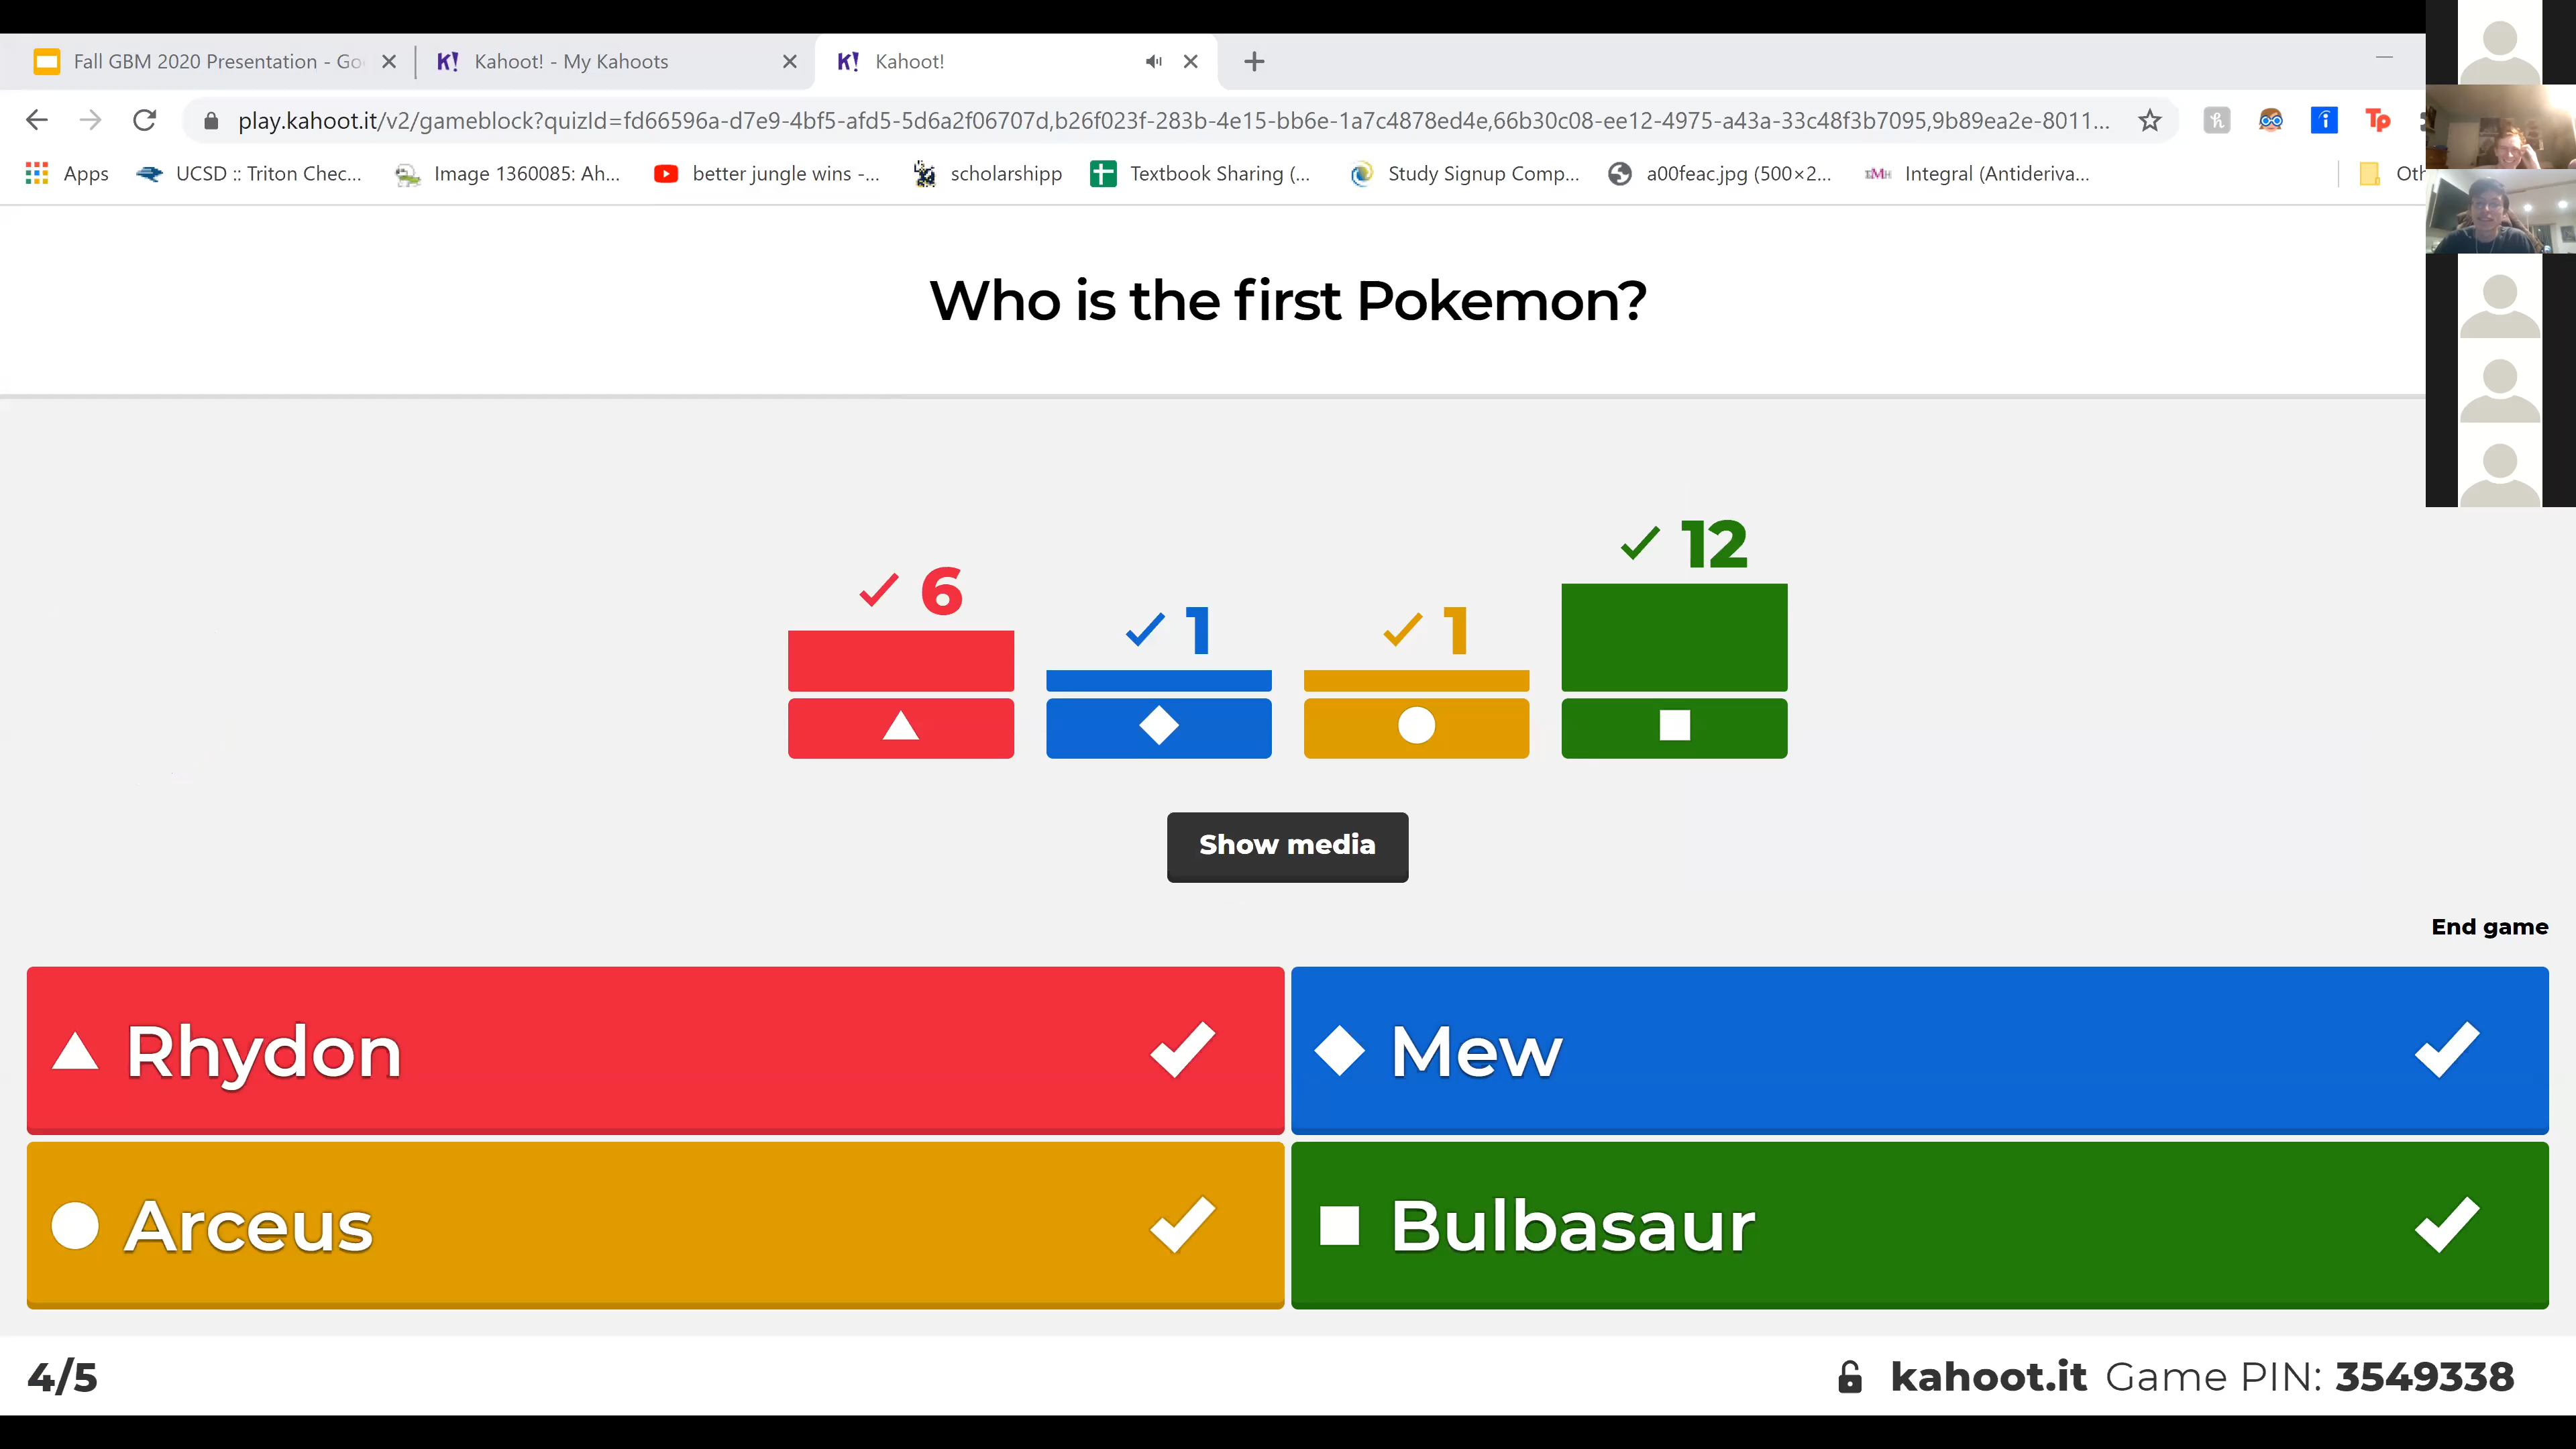 Fall GBM 2020 Presentation - Go
K! Kahoot! - My Kahoots
K! Kahoot!
play.kahoot.it/v2/gameblock?quizId=fd66596a-d7e9-4bf5-afd5-5d6a2f06707d,b26f023f-283b-4e15-bb6e-1a7c4878ed4e,66b30c08-ee12-4975-a43a-33c48f3b7095,9b89ea2e-8011...
Tp
Apps
UCSD :: Triton Chec...
Image 1360085: Ah...
better jungle wins -...
scholarshipp
Textbook Sharing (...
Study Signup Comp...
a00feac.jpg (500×2...
Integral (Antideriva...
Oth
Who is the first Pokemon?
6
1
1
12
Show media
End game
Rhydon
Mew
Arceus
Bulbasaur
4/5
kahoot.it Game PIN: 3549338